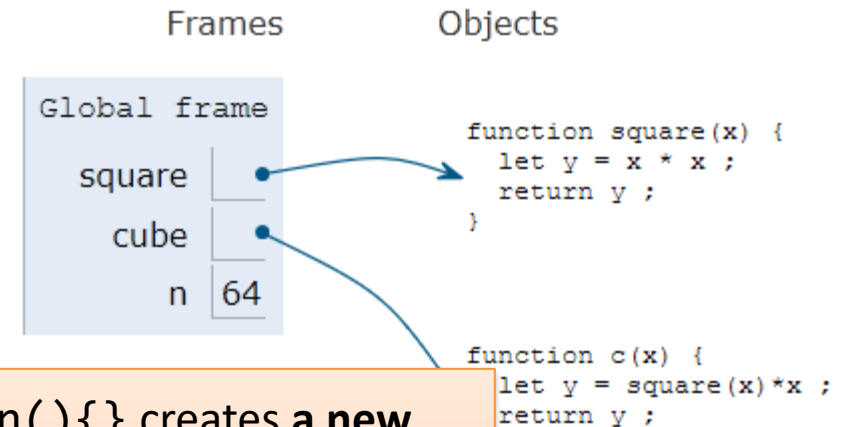 Frames Objects
Global frame
square
cube
n 64
function square(x) {
let y = x * x ;
return y ;
}
function c(x) {
let y = square(x)*x ;
return y ;
n(){} creates a new